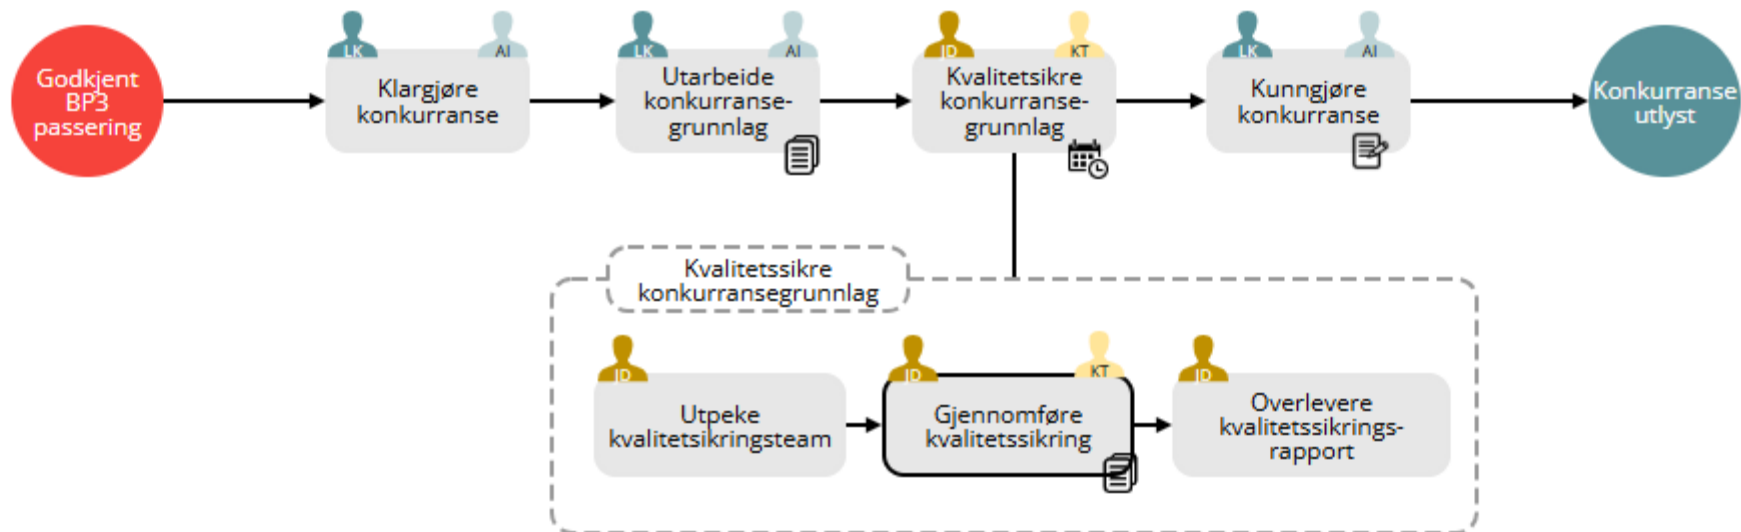 Godkjent
BP3
passering
LK
AI
Klargjøre
konkurranse
LK
AI
Utarbeide
konkurranse-
grunnlag
JD
KT
Kvalitetsikre
konkurranse-
grunnlag
LK
AI
Kunngjøre
konkurranse
Konkurranse
utlyst
Kvalitetssikre
konkurransegrunnlag
JD
Utpeke
kvalitetsikringsteam
JD
KT
Gjennomføre
kvalitetssikring
JD
Overlevere
kvalitetssikrings-
rapport